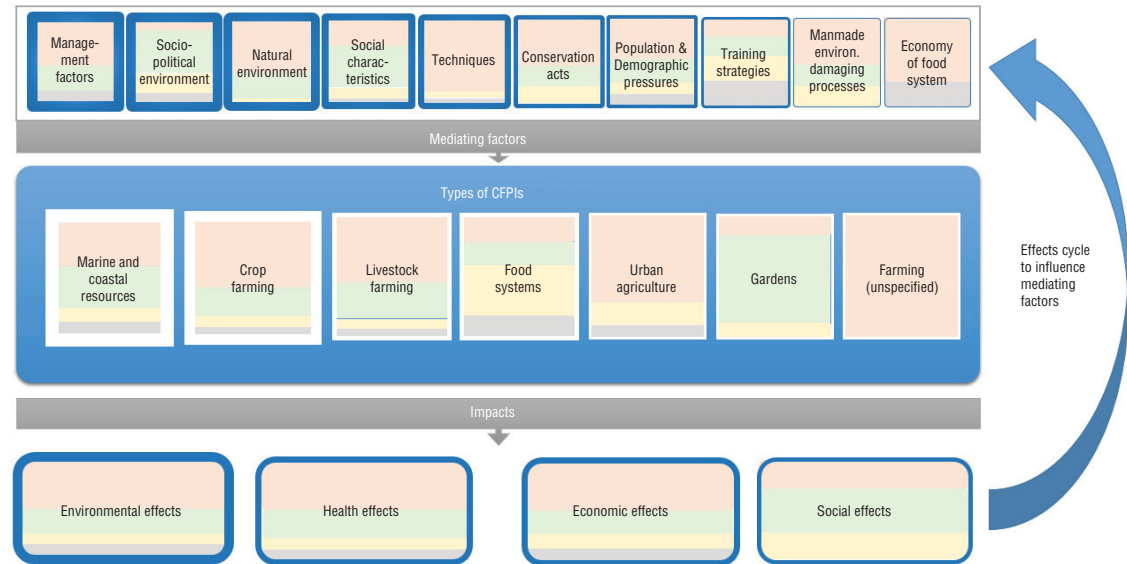 Manage-
ment
factors
Socio-
political
environment
Natural
environment
Social
charac-
teristics
Techniques
Conservation
acts
Population &
Demographic
pressures
Training
strategies
Manmade
environ.
damaging
processes
Economy
of food
system
Mediating factors
Types of CFPIs
Marine and
coastal
resources
Crop
farming
Livestock
farming
Food
systems
Urban
agriculture
Gardens
Farming
(unspecified)
Effects cycle
to influence
mediating
factors
Impacts
Environmental effects
Health effects
Economic effects
Social effects